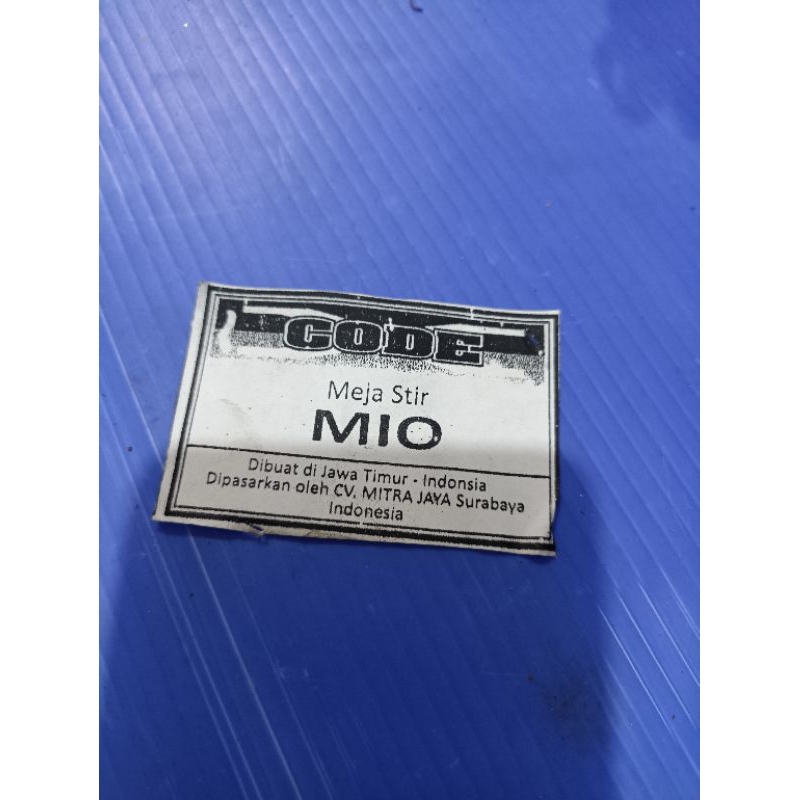 CODE
Meja Stir
MIO
Dibuat di Jawa Timur - Indonsia
Dipasarkan oleh CV. MITRA JAYA Surabaya
Indonesia